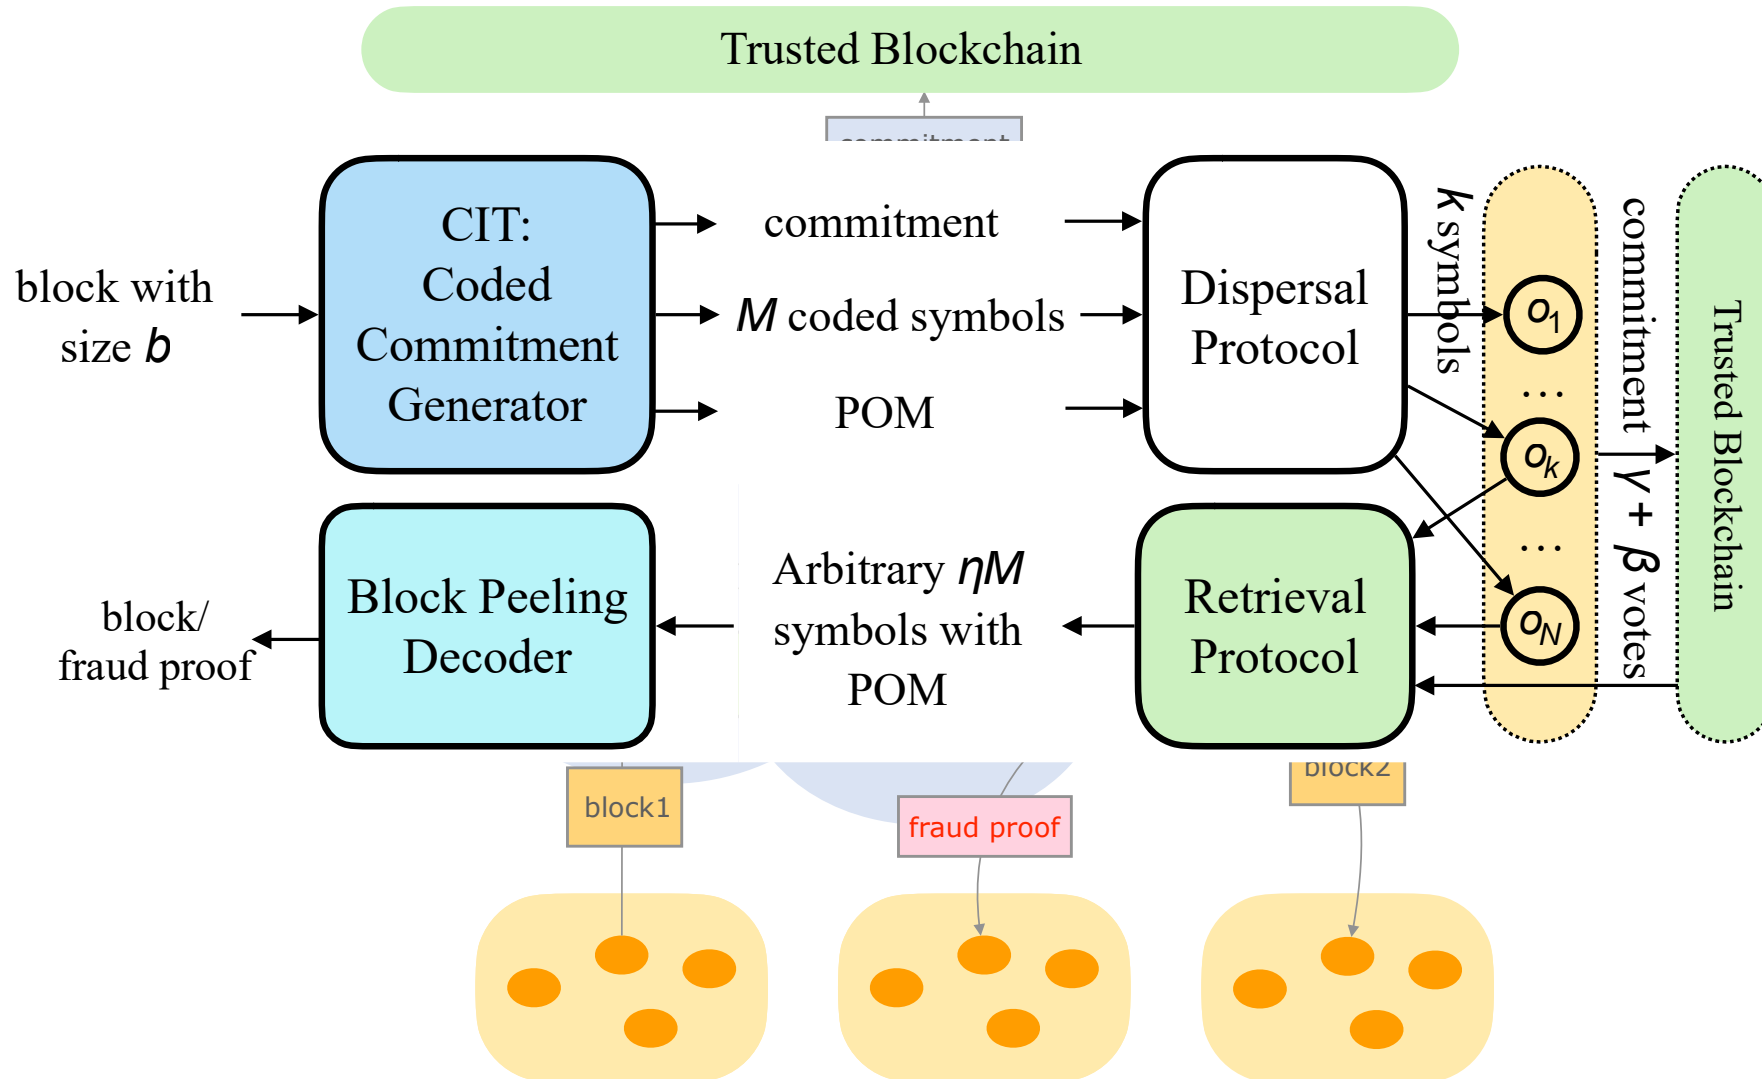 Trusted Blockchain
commitment
CIT:
Coded
Commitment
Generator
block with
size b
commitment
M coded symbols
POM
Dispersal
Protocol
k symbols
O1
...
Ok
...
ON
commitment γ + β votes
Trusted Blockchain
block/
fraud proof
Block Peeling
Decoder
Arbitrary ηM
symbols with
POM
Retrieval
Protocol
block1
fraud proof
block2